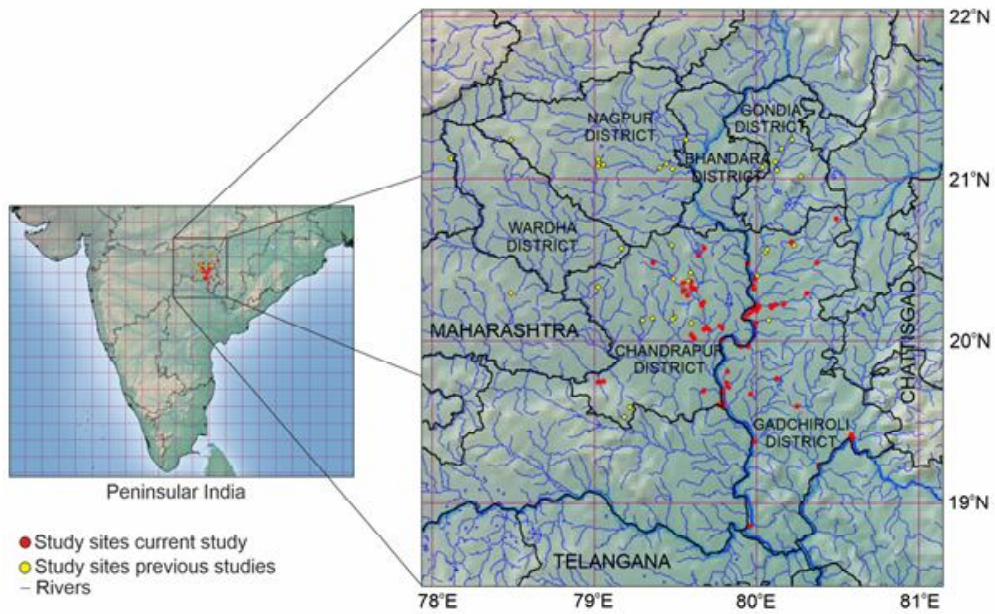 22°N
NAGPUR
DISTRICT
GONDIA
DISTRICT
BHANDARA
DISTRICT
21°N
WARDHA
DISTRICT
MAHARASHTRA
20°N
CHANDRAPUR
DISTRICT
CHATTISGAD
GADCHIROLI
DISTRICT
19°N
TELANGANA
78°E
79°E
80°E
81°E
Peninsular India
Study sites current study
Study sites previous studies
Rivers